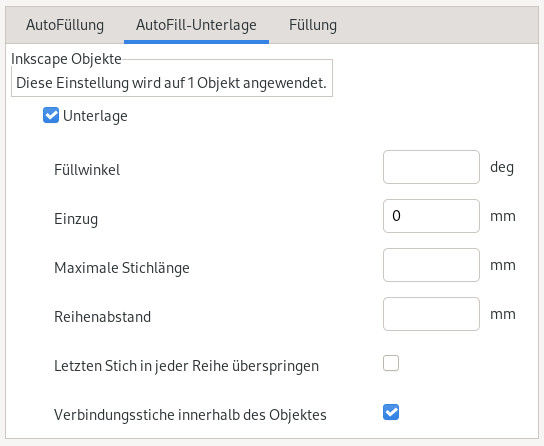 AutoFüllung AutoFill-Unterlage Füllung
Inkscape Objekte
Diese Einstellung wird auf 1 Objekt angewendet.
Unterlage
Füllwinkel deg
Einzug 0 mm
Maximale Stichlänge mm
Reihenabstand mm
Letzten Stich in jeder Reihe überspringen
Verbindungsstiche innerhalb des Objektes